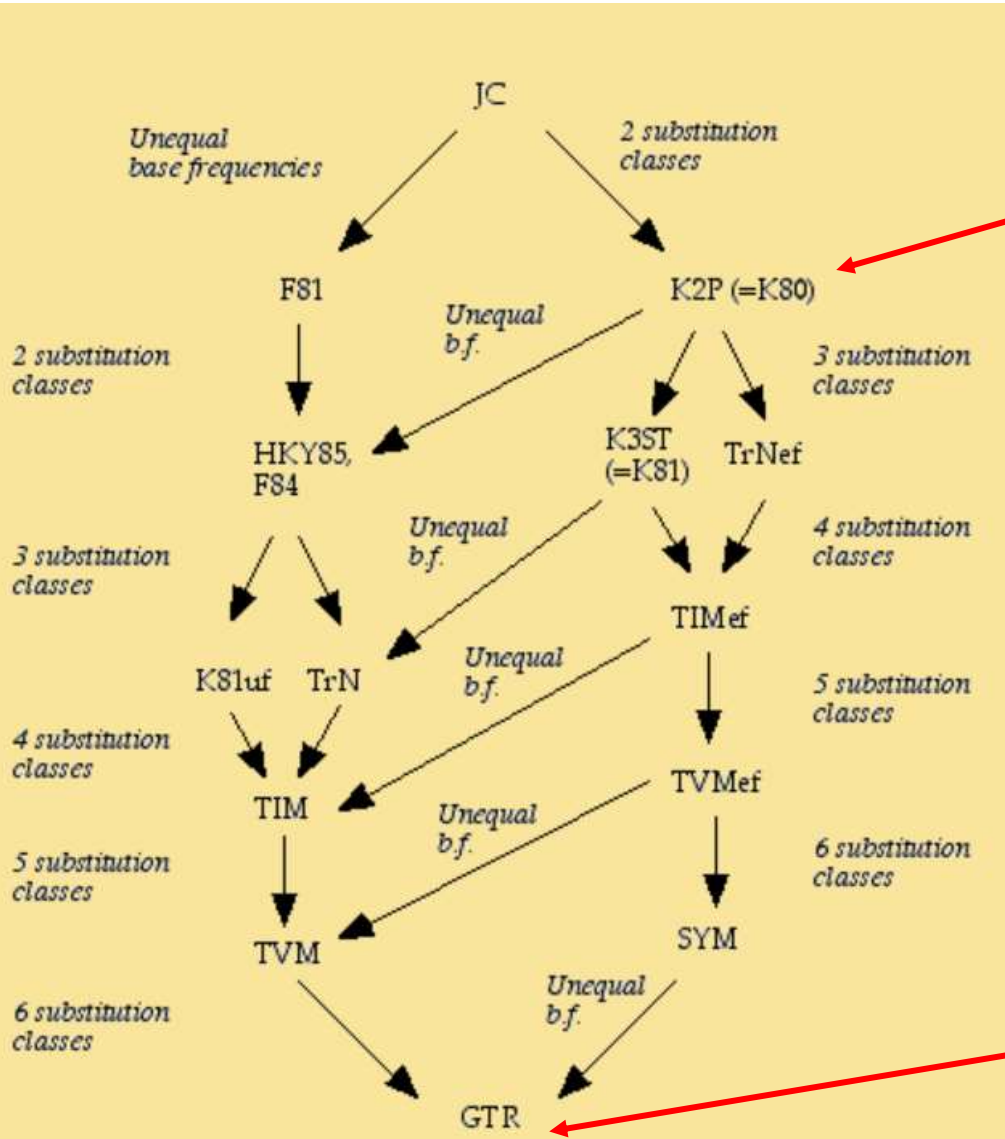 JC
Unequal
base frequencies
2 substitution
classes
F81
K2P (=K80)
Unequal
b.f.
2 substitution
classes
3 substitution
classes
HKY85,
F84
K3ST
(=K81)
TrNef
Unequal
b.f.
3 substitution
classes
4 substitution
classes
TIMef
K81uf
TrN
Unequal
b.f.
5 substitution
classes
4 substitution
classes
TIM
TVMef
Unequal
b.f.
5 substitution
classes
6 substitution
classes
TVM
SYM
Unequal
b.f.
6 substitution
classes
GTR